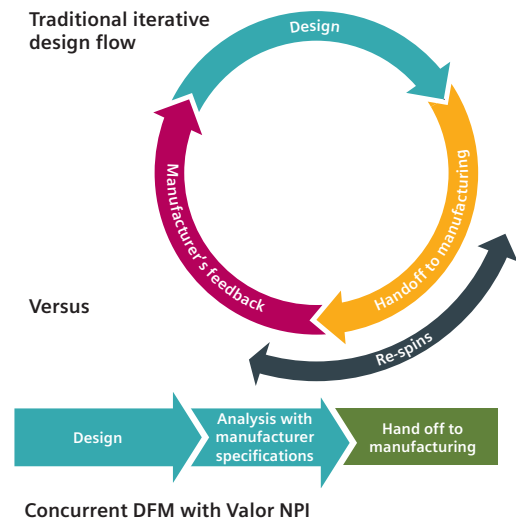 Traditional iterative
design flow
Design
Handoff to manufacturing
Manufacturer's feedback
Re-spins
Versus
Design
Analysis with
manufacturer
specifications
Hand off to
manufacturing
Concurrent DFM with Valor NPI